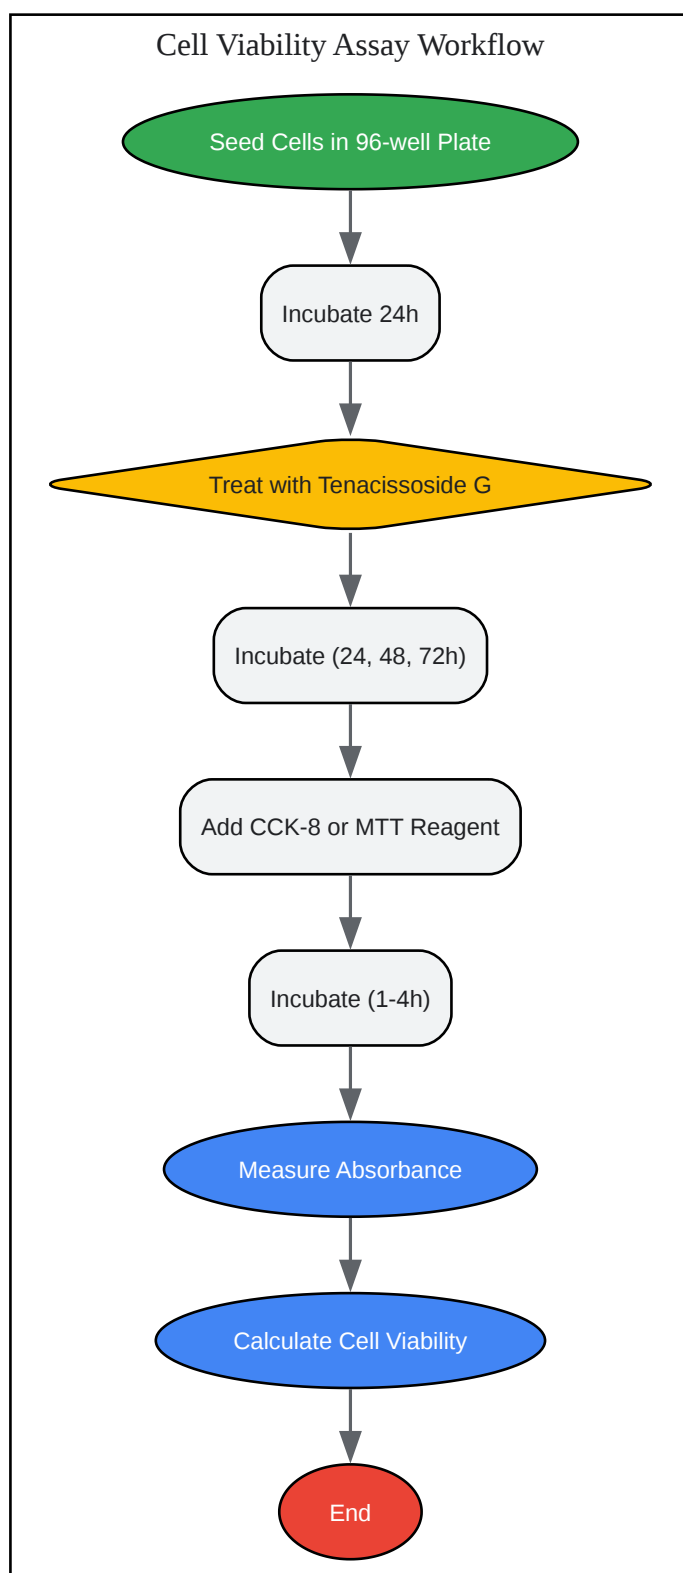 Cell Viability Assay Workflow
Seed Cells in 96-well Plate
Incubate 24h
Treat with Tenacissoside G
Incubate (24, 48, 72h)
Add CCK-8 or MTT Reagent
Incubate (1-4h)
Measure Absorbance
Calculate Cell Viability
End